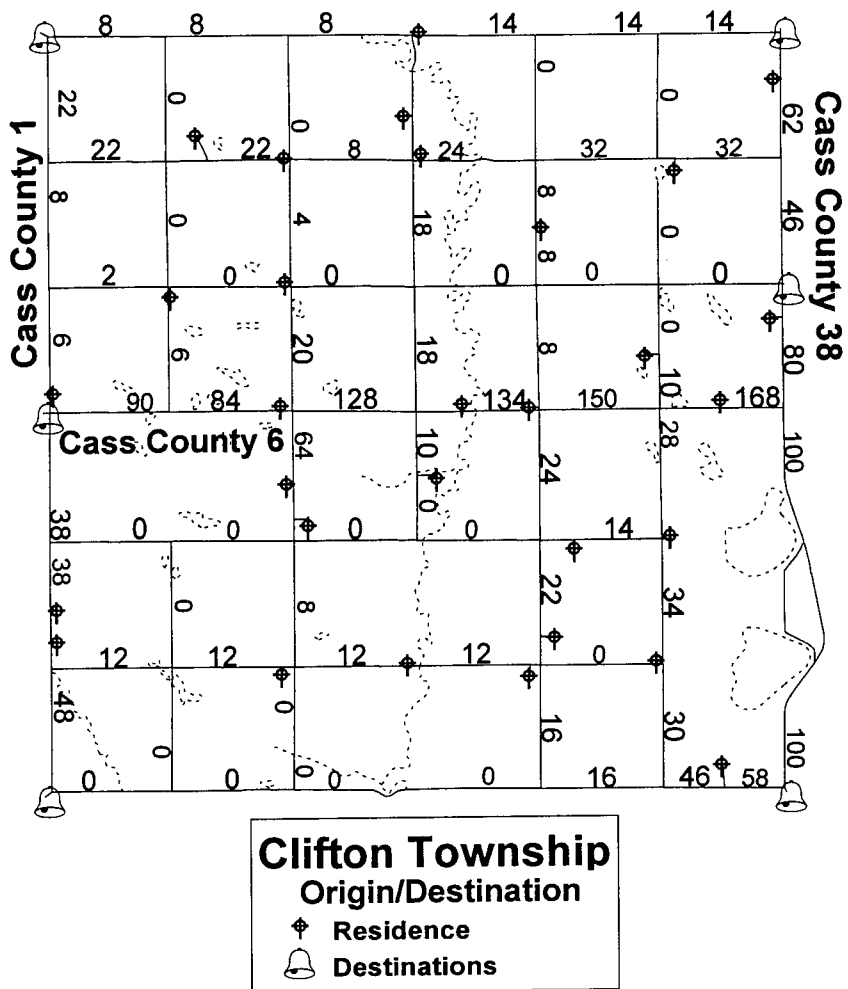 8 8 8 14 14 14
22 0 0 0 0 62
22 22 8 24 32 32
Cass County 1
Cass County 38
8 0 4 18 8 0 46
8
2 0 0 0 0 0
6 6 20 18 8 0 80
10
90 84 128 134 150 168
Cass County 6
64 10 24 28 100
0
38 0 0 0 0 14
38 0 8 22 34
12 12 12 12 0
48 0 0 16 30 100
0 0
0 0 0 0 16 46 58
Clifton Township
Origin/Destination
Residence
Destinations